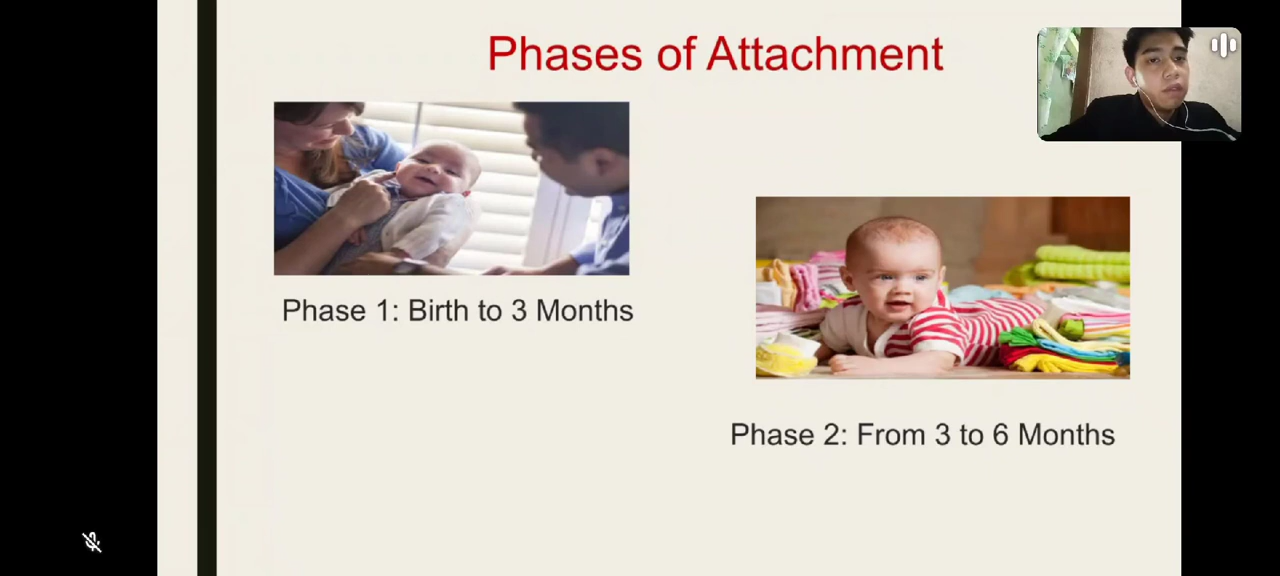 Phases of Attachment
Phase 1: Birth to 3 Months
Phase 2: From 3 to 6 Months